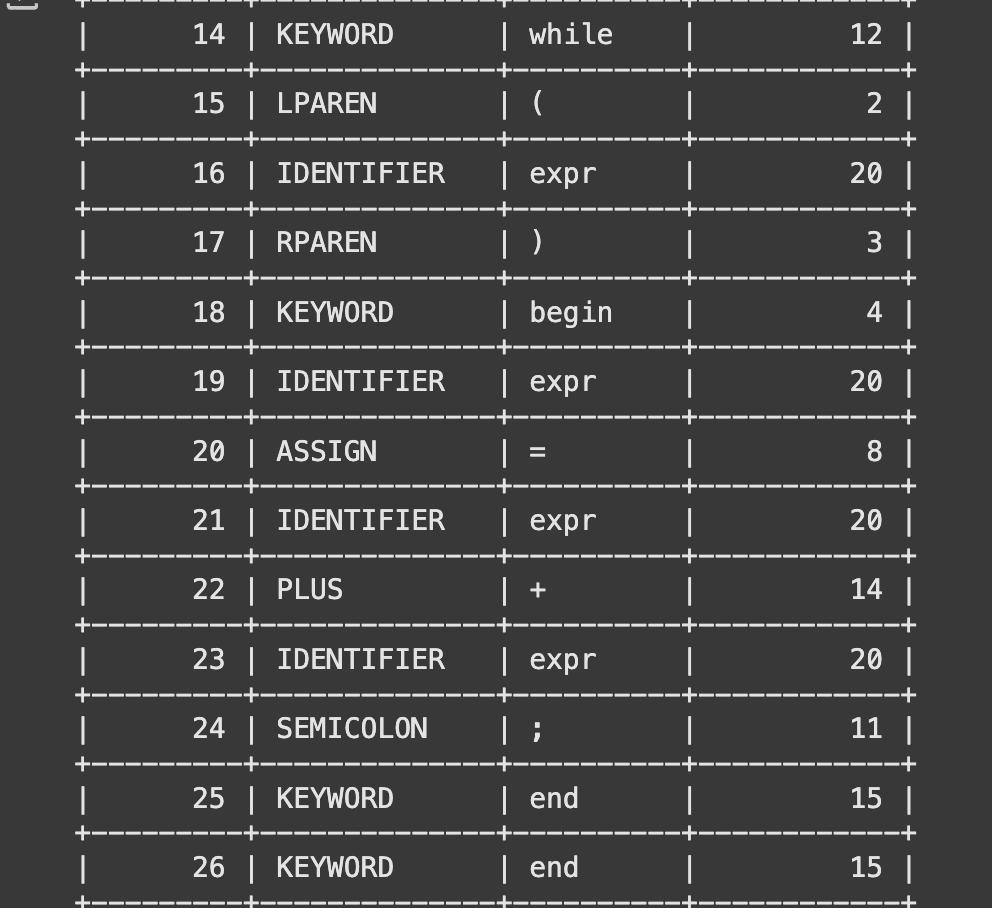 | 14 | KEYWORD | while | 12 |
| 15 | LPAREN | ( | 2 |
| 16 | IDENTIFIER | expr | 20 |
| 17 | RPAREN | ) | 3 |
| 18 | KEYWORD | begin | 4 |
| 19 | IDENTIFIER | expr | 20 |
| 20 | ASSIGN | = | 8 |
| 21 | IDENTIFIER | expr | 20 |
| 22 | PLUS | + | 14 |
| 23 | IDENTIFIER | expr | 20 |
| 24 | SEMICOLON | ; | 11 |
| 25 | KEYWORD | end | 15 |
| 26 | KEYWORD | end | 15 |